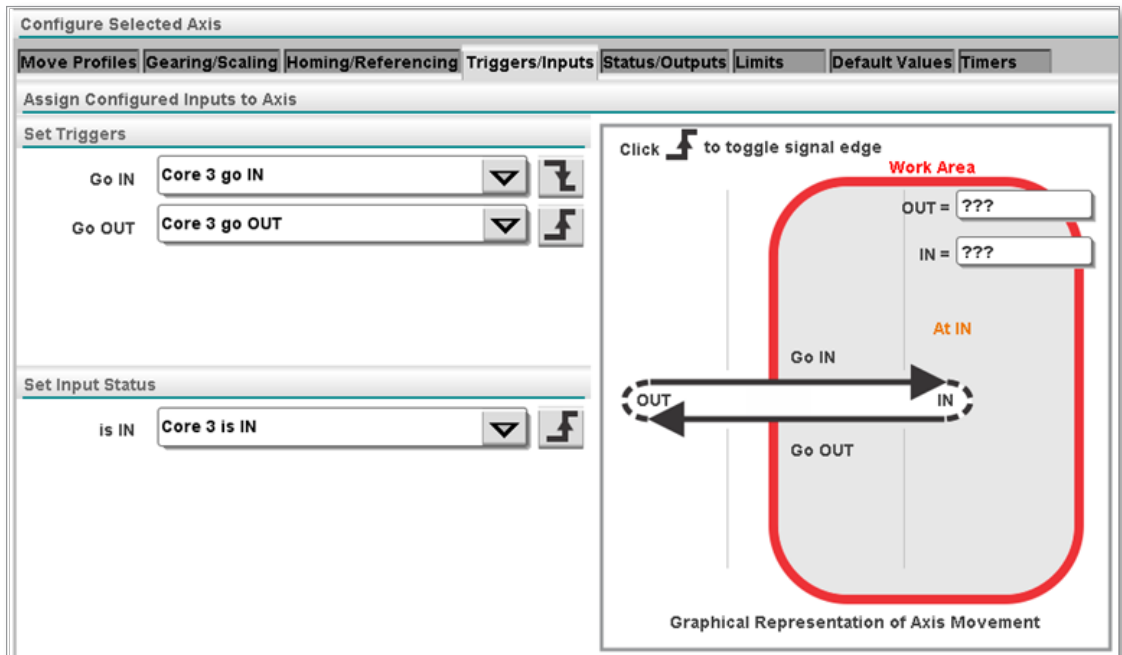 Configure Selected Axis
Move Profiles Gearing/Scaling Homing/Referencing Triggers/Inputs Status/Outputs Limits Default Values Timers
Assign Configured Inputs to Axis
Set Triggers
Go IN Core 3 go IN
Go OUT Core 3 go OUT
Set Input Status
is IN Core 3 is IN
Click to toggle signal edge
Work Area
OUT = ???
IN = ???
At IN
Go IN
OUT IN
Go OUT
Graphical Representation of Axis Movement